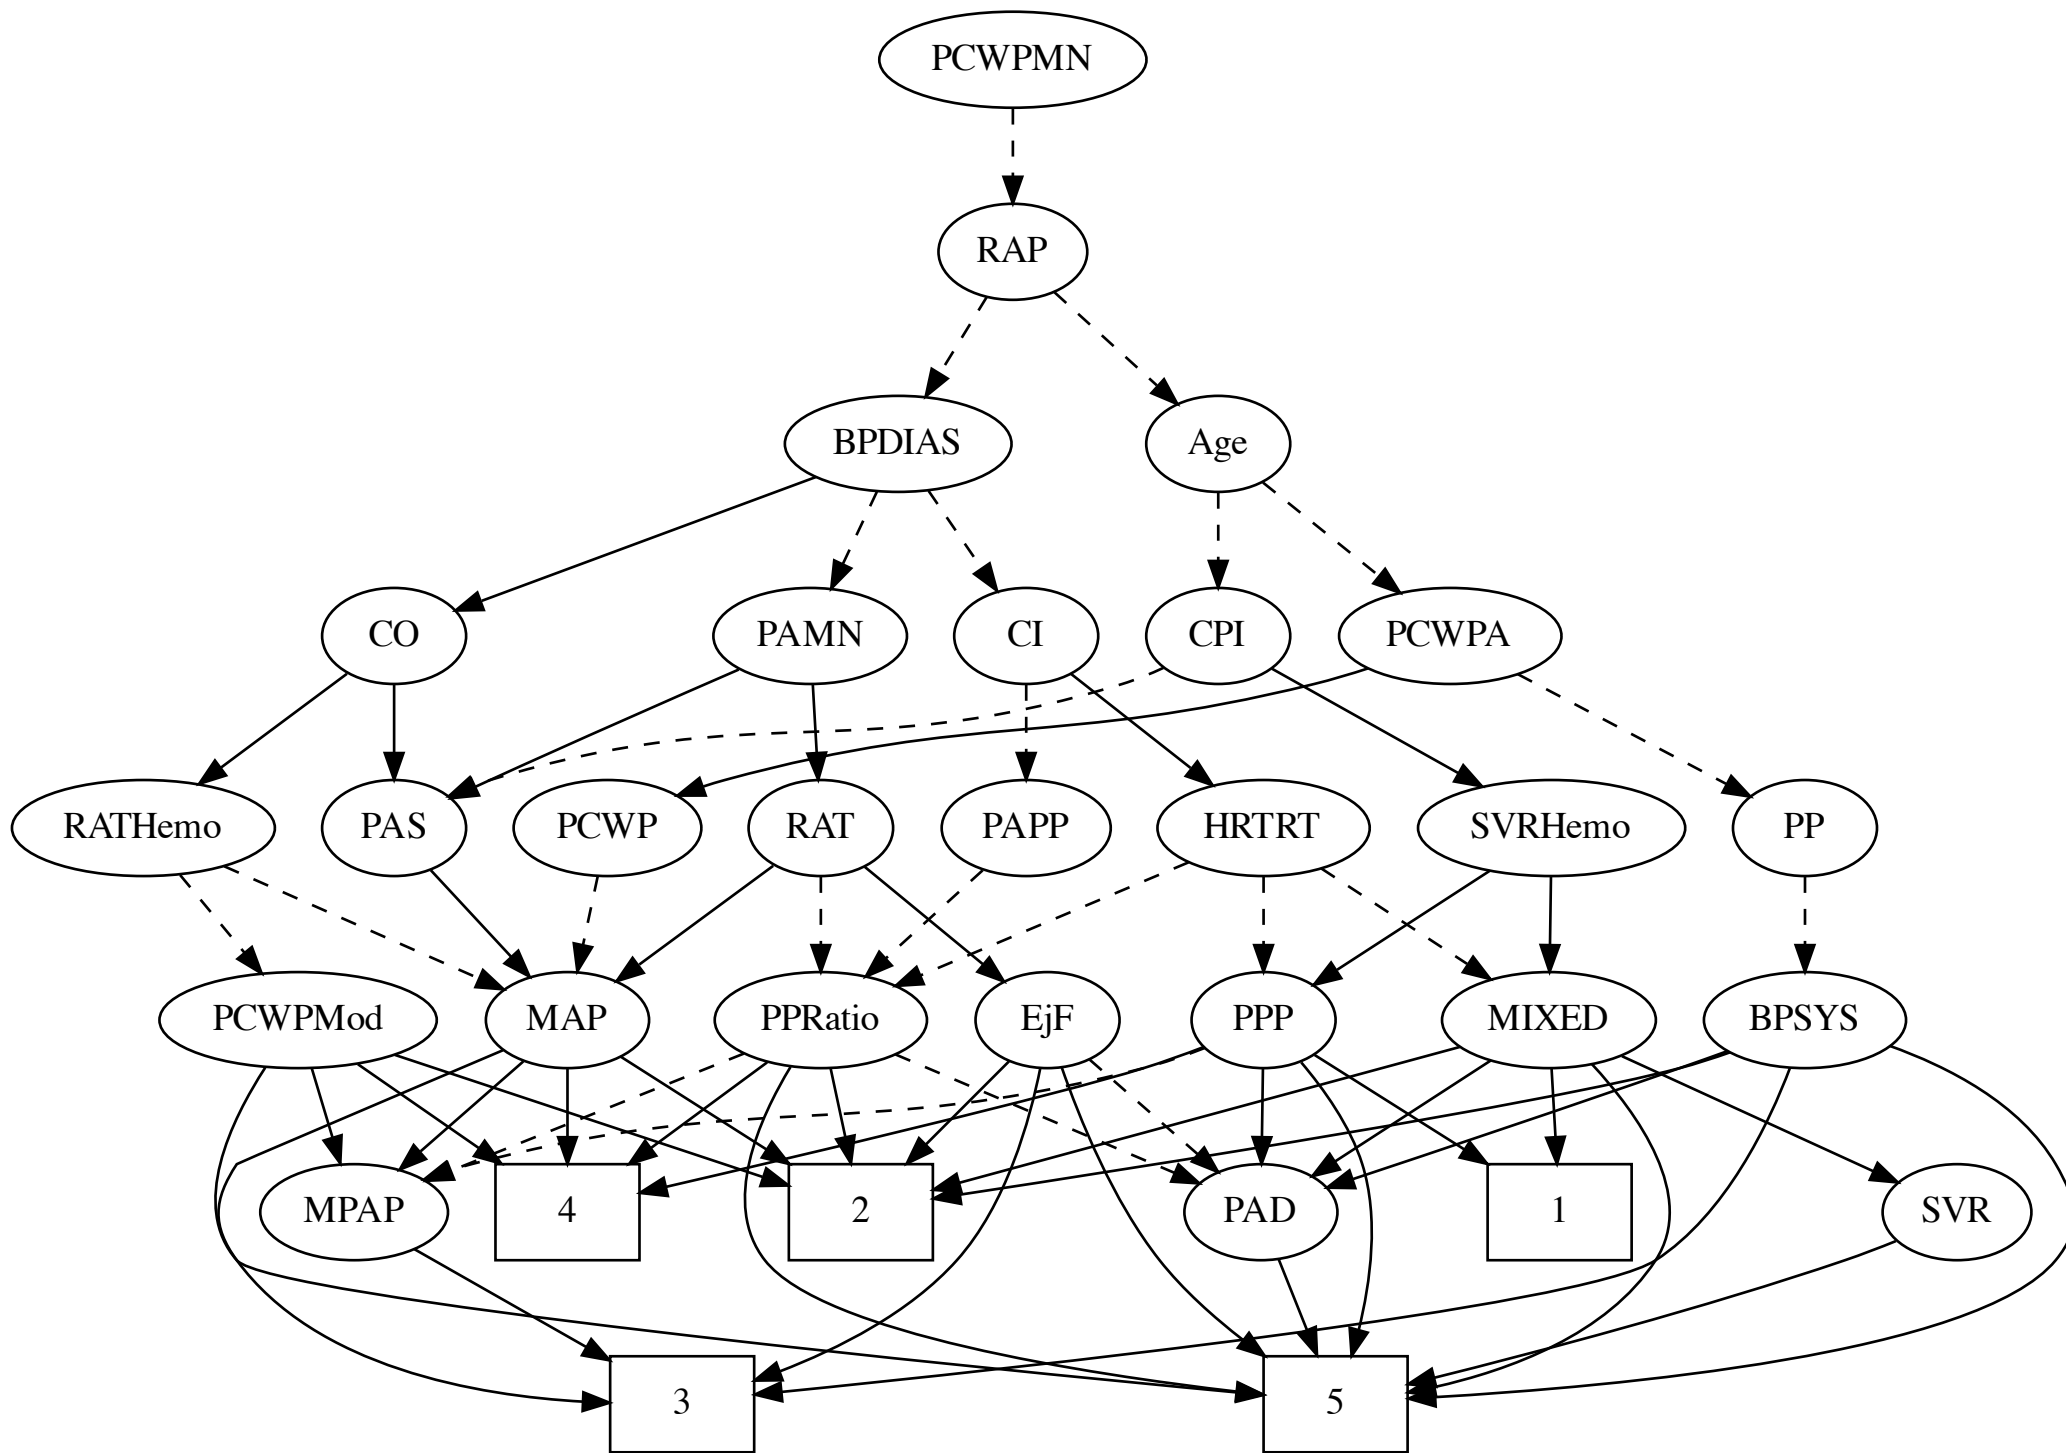 PCWPMN
RAP
BPDIAS
Age
CO
PAMN
CI
CPI
PCWPA
RATHemo
PAS
PCWP
RAT
PAPP
HRTRT
SVRHemo
PP
PCWPMod
MAP
PPRatio
EjF
PPP
MIXED
BPSYS
MPAP
4
2
PAD
1
SVR
3
5